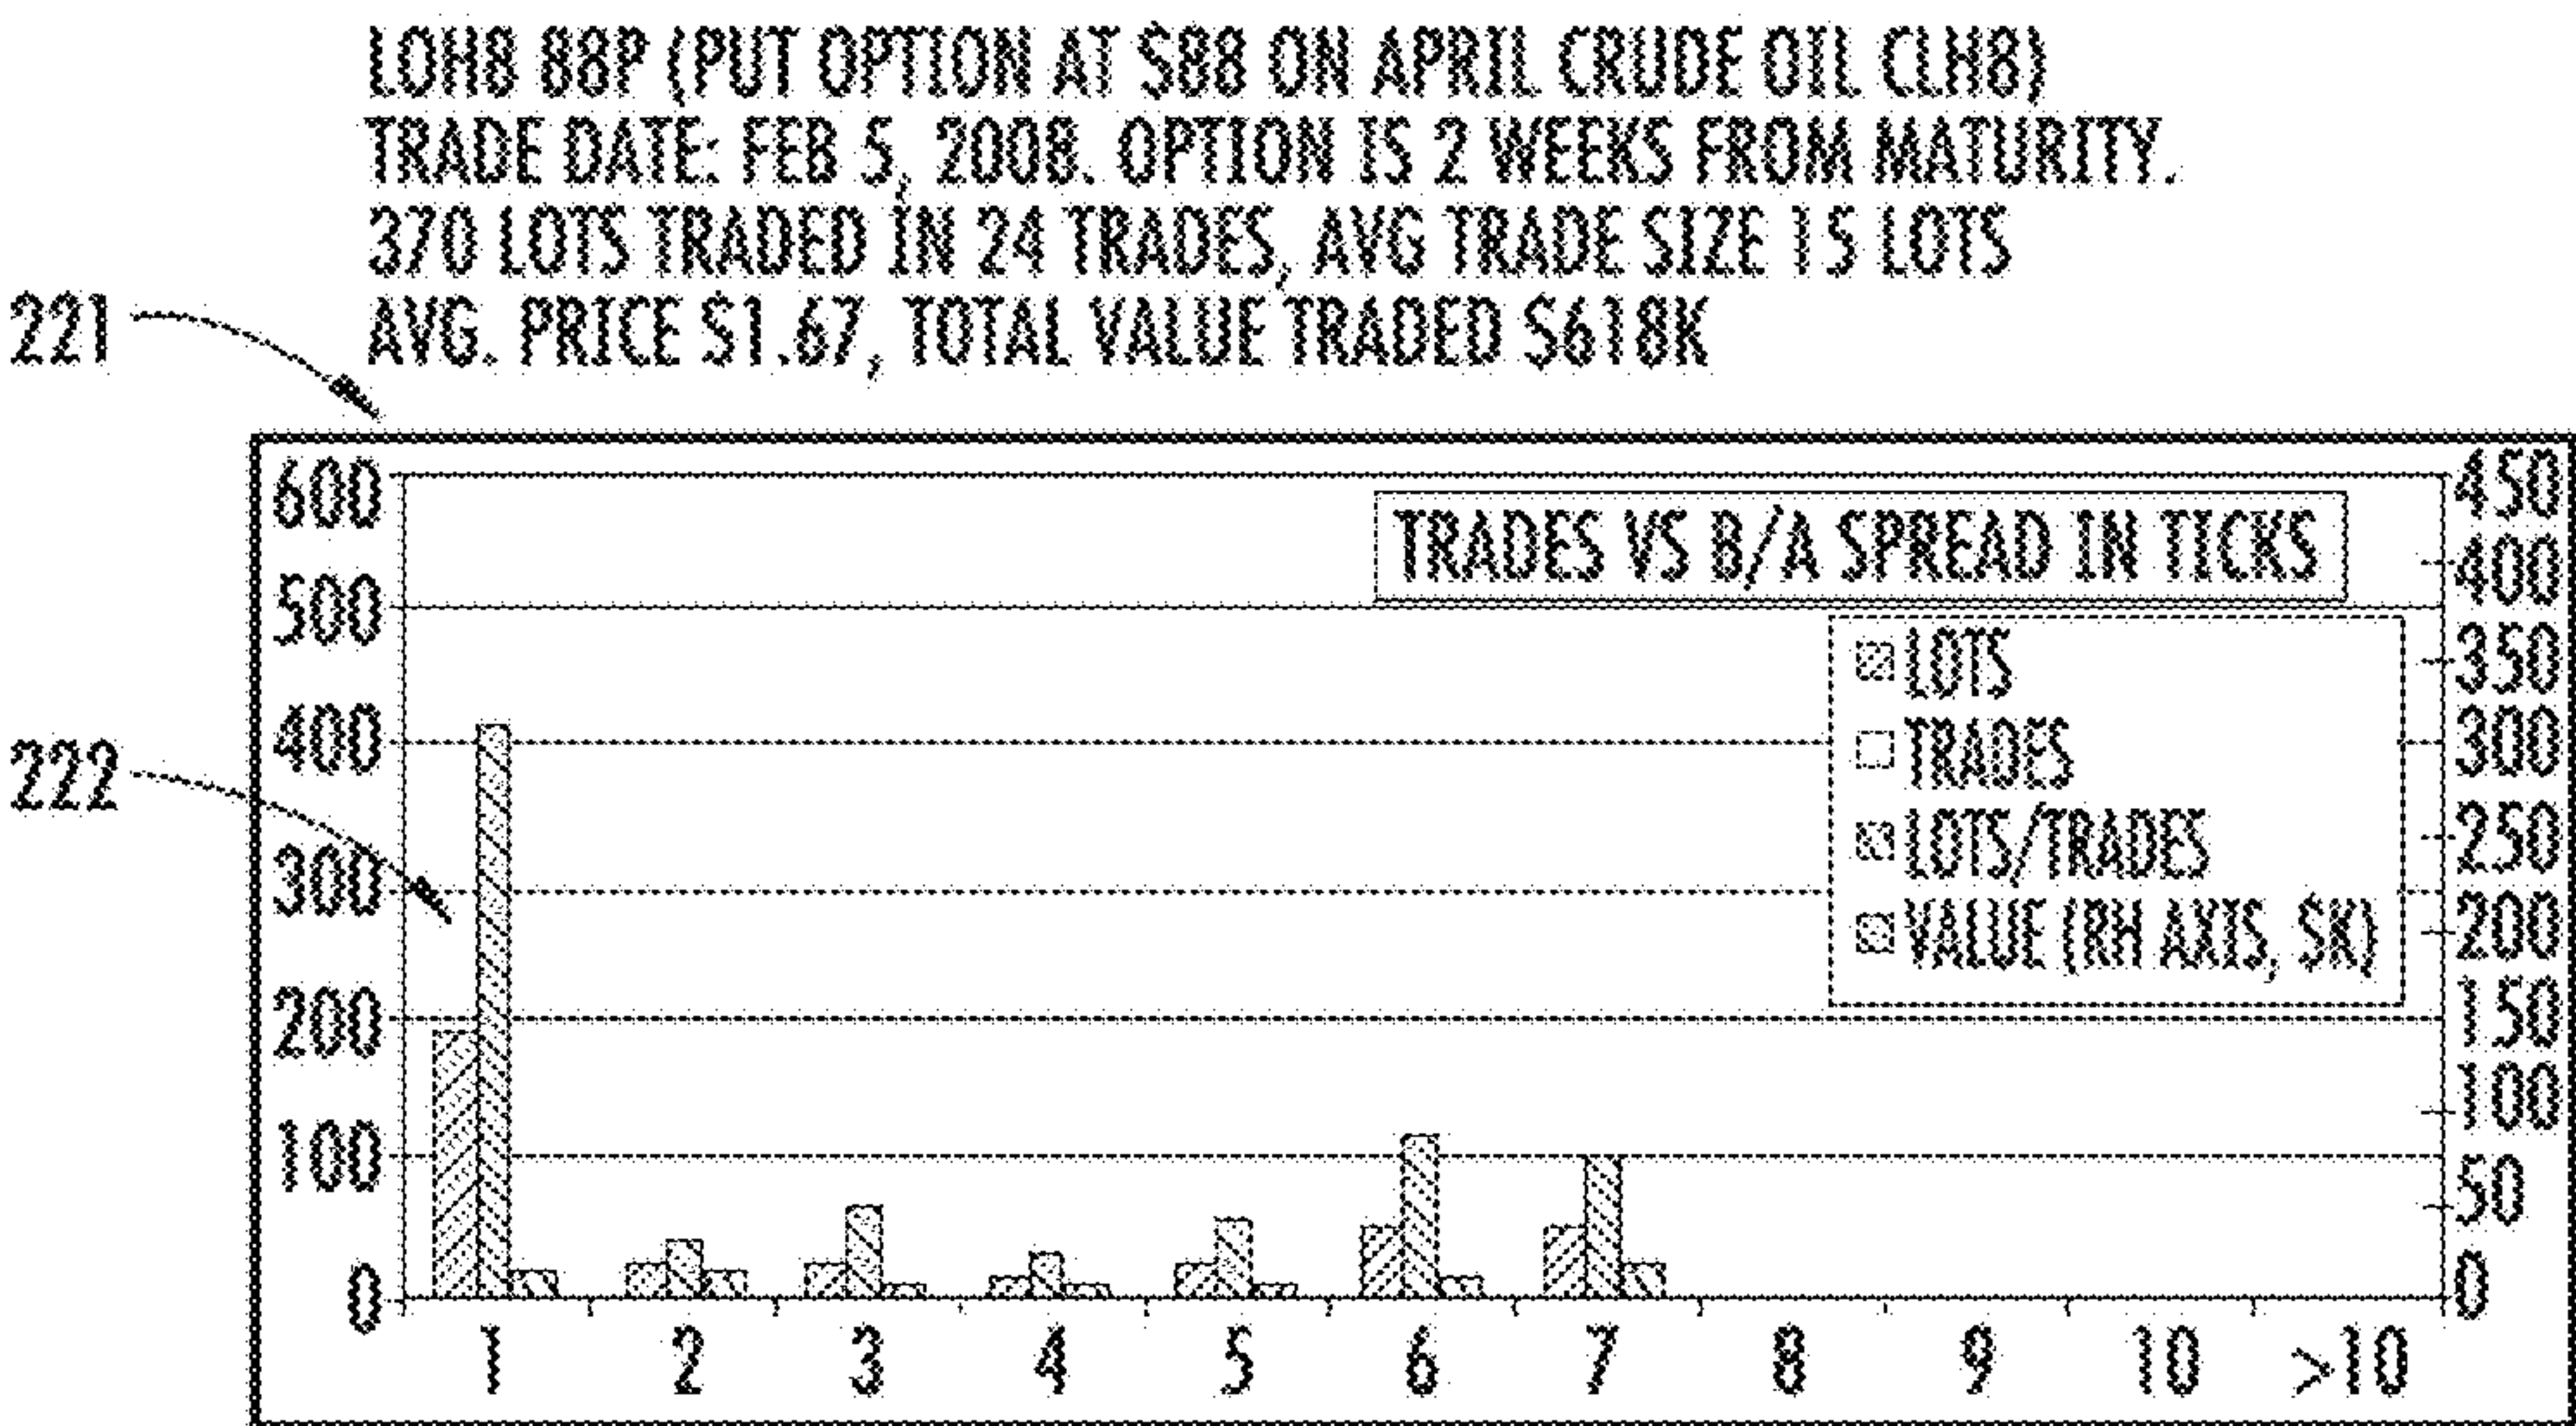 LOH8 88P (PUT OPTION AT $88 ON APRIL CRUDE OIL CLH8)
TRADE DATE: FEB 5, 2008. OPTION IS 2 WEEKS FROM MATURITY.
370 LOTS TRADED IN 24 TRADES, AVG TRADE SIZE 15 LOTS
AVG. PRICE $1.67, TOTAL VALUE TRADED $618K
221
222
TRADES VS B/A SPREAD IN TICKS
LOTS
TRADES
LOTS/TRADES
VALUE (RH AXIS, $K)
600
500
400
300
200
100
0
450
400
350
300
250
200
150
100
50
0
1 2 3 4 5 6 7 8 9 10 >10